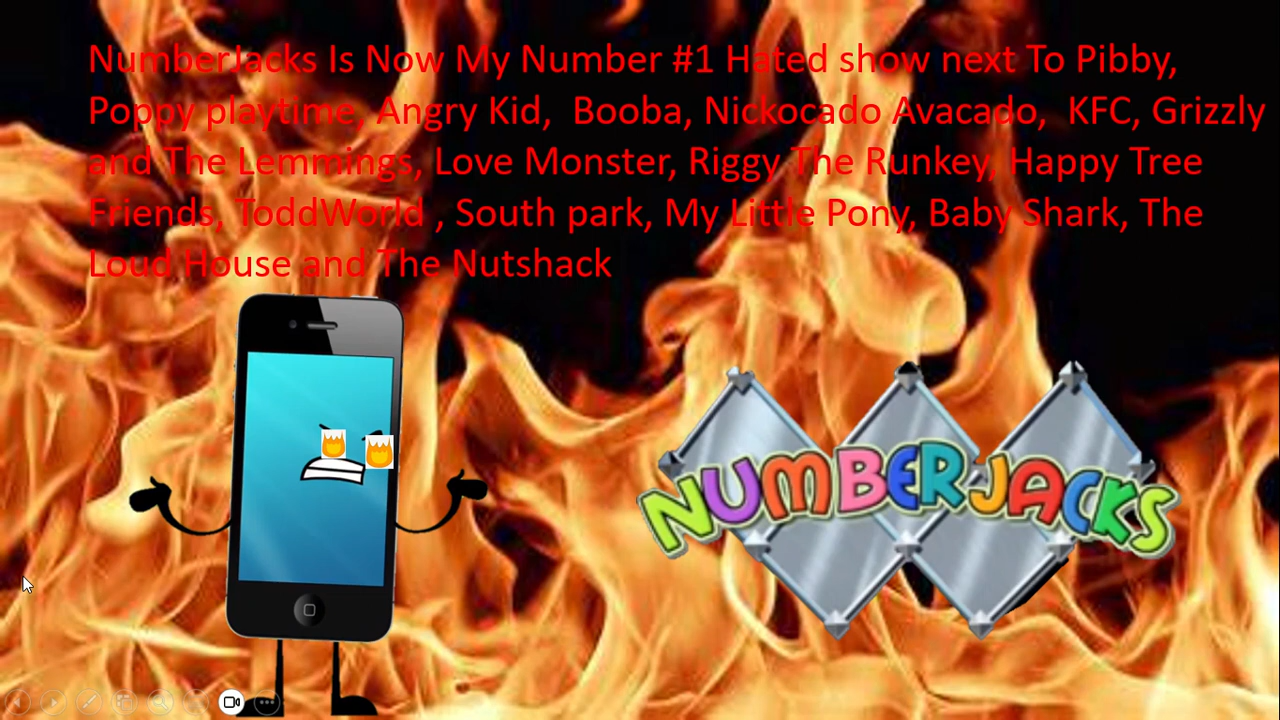 NumberJacks Is Now My Number #1 Hated show next To Pibby,
Poppy playtime, Angry Kid,  Booba, Nickocado Avacado,  KFC, Grizzly
and The Lemmings, Love Monster, Riggy The Runkey, Happy Tree
Friends, ToddWorld , South park, My Little Pony, Baby Shark, The
Loud House and The Nutshack
NUMBERJACKS